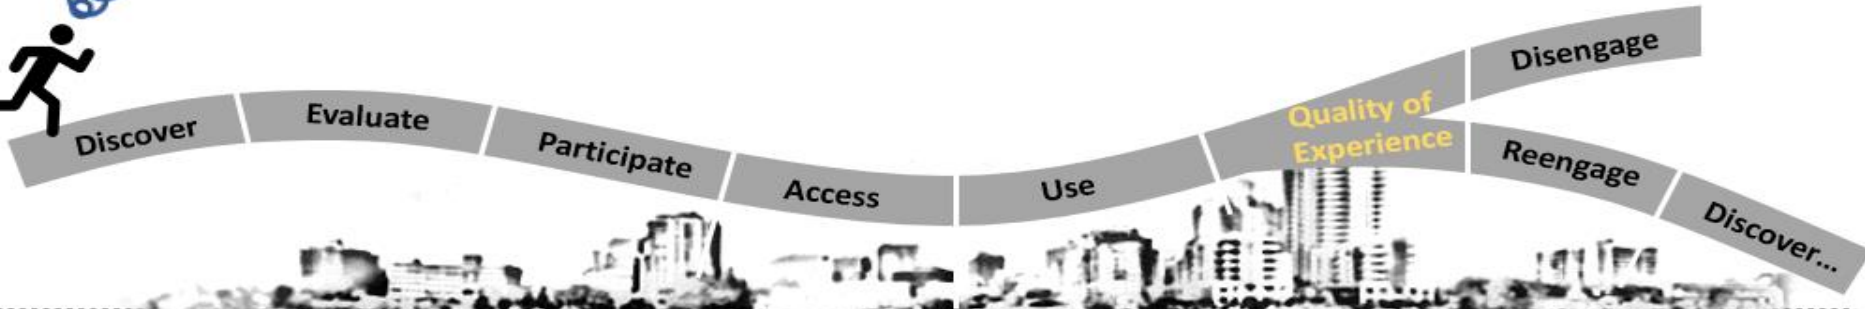 Discover
Evaluate
Participate
Access
Use
Quality of
Experience
Disengage
Reengage
Discover...